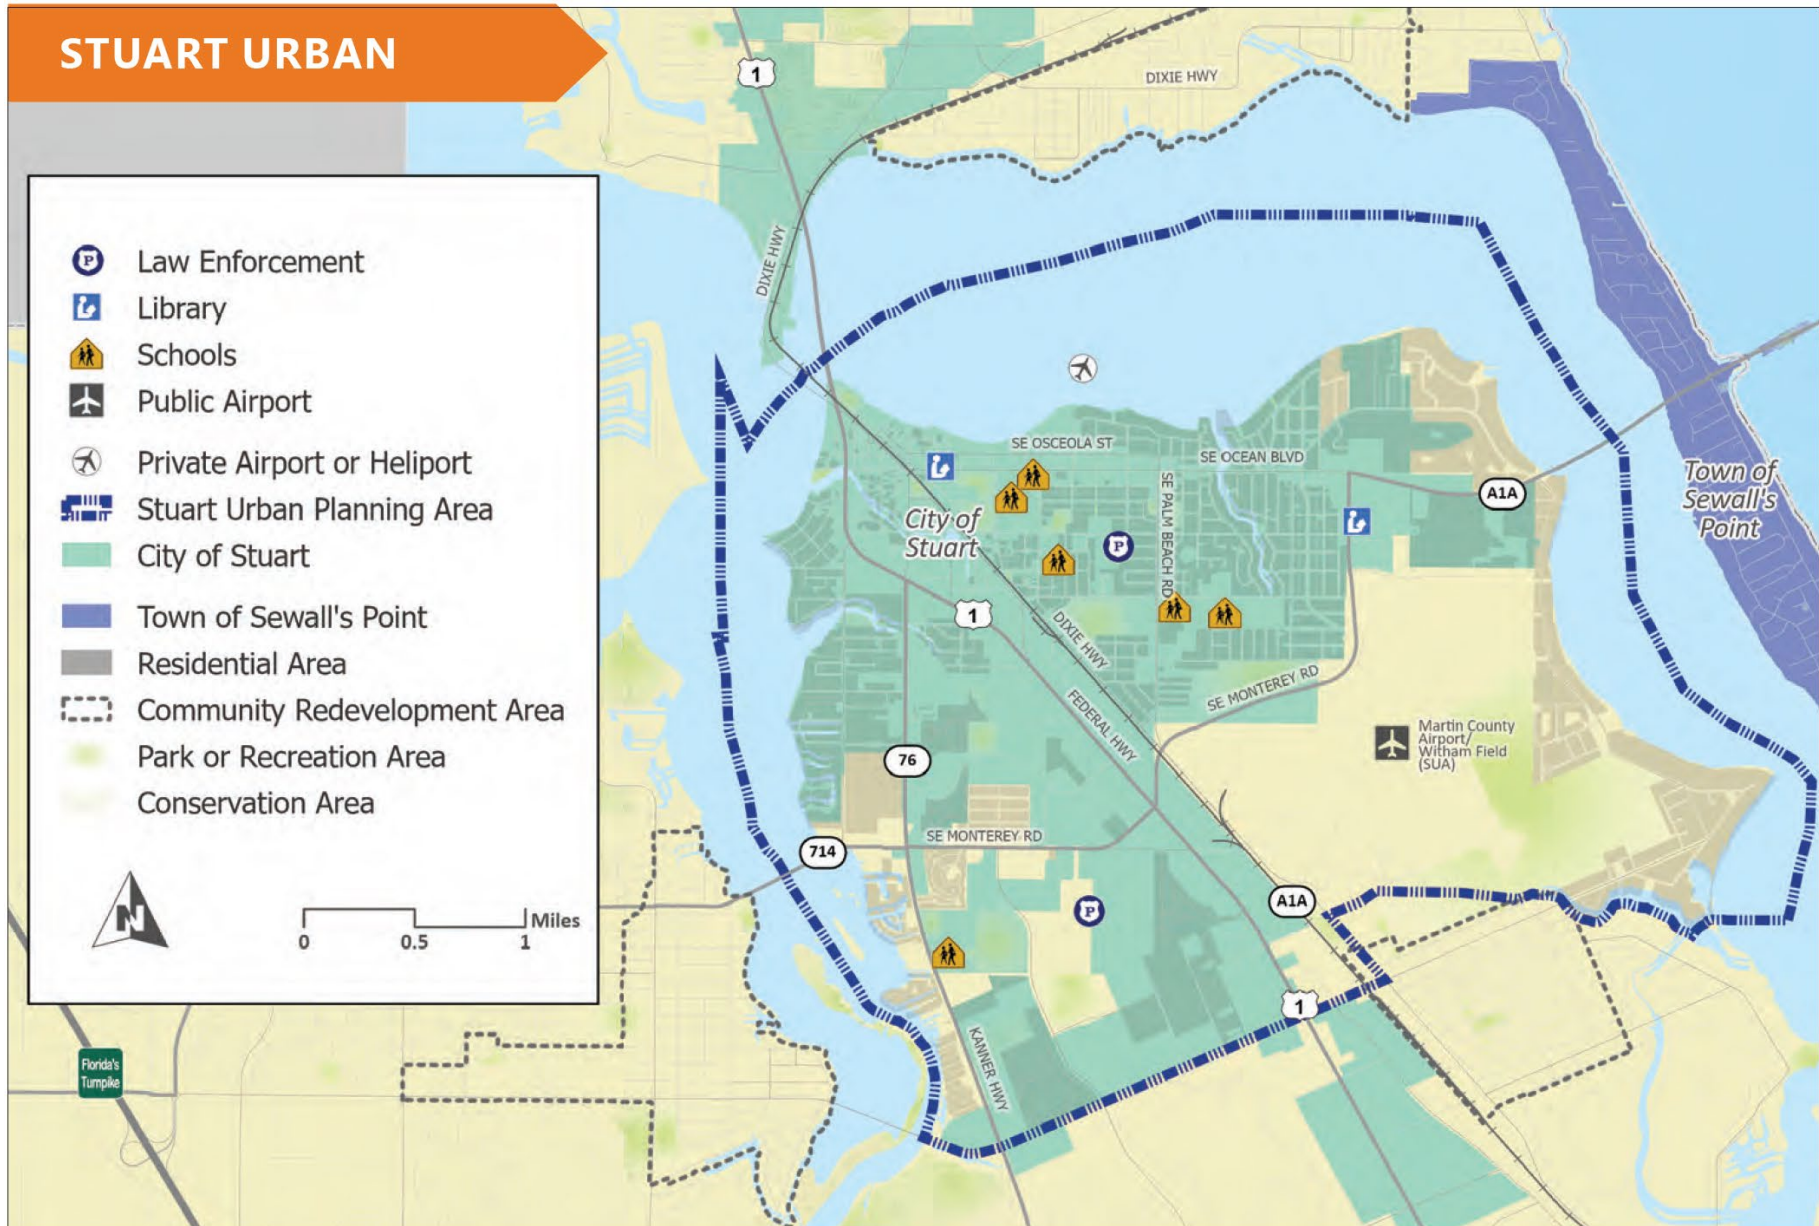 STUART URBAN
Law Enforcement
Library
Schools
Public Airport
Private Airport or Heliport
Stuart Urban Planning Area
City of Stuart
Town of Sewall's Point
Residential Area
Community Redevelopment Area
Park or Recreation Area
Conservation Area
N
0 0.5 1 Miles
1
DIXIE HWY
DIXIE HWY
SE OSCEOLA ST
SE OCEAN BLVD
SE PALM BEACH RD
A1A
Town of
Sewall's
Point
City of
Stuart
P
1
DIXIE HWY
FEDERAL HWY
SE MONTEREY RD
76
Martin County
Airport/
Witham Field
(SUA)
SE MONTEREY RD
714
P
A1A
1
KANNER HWY
Florida's
Turnpike